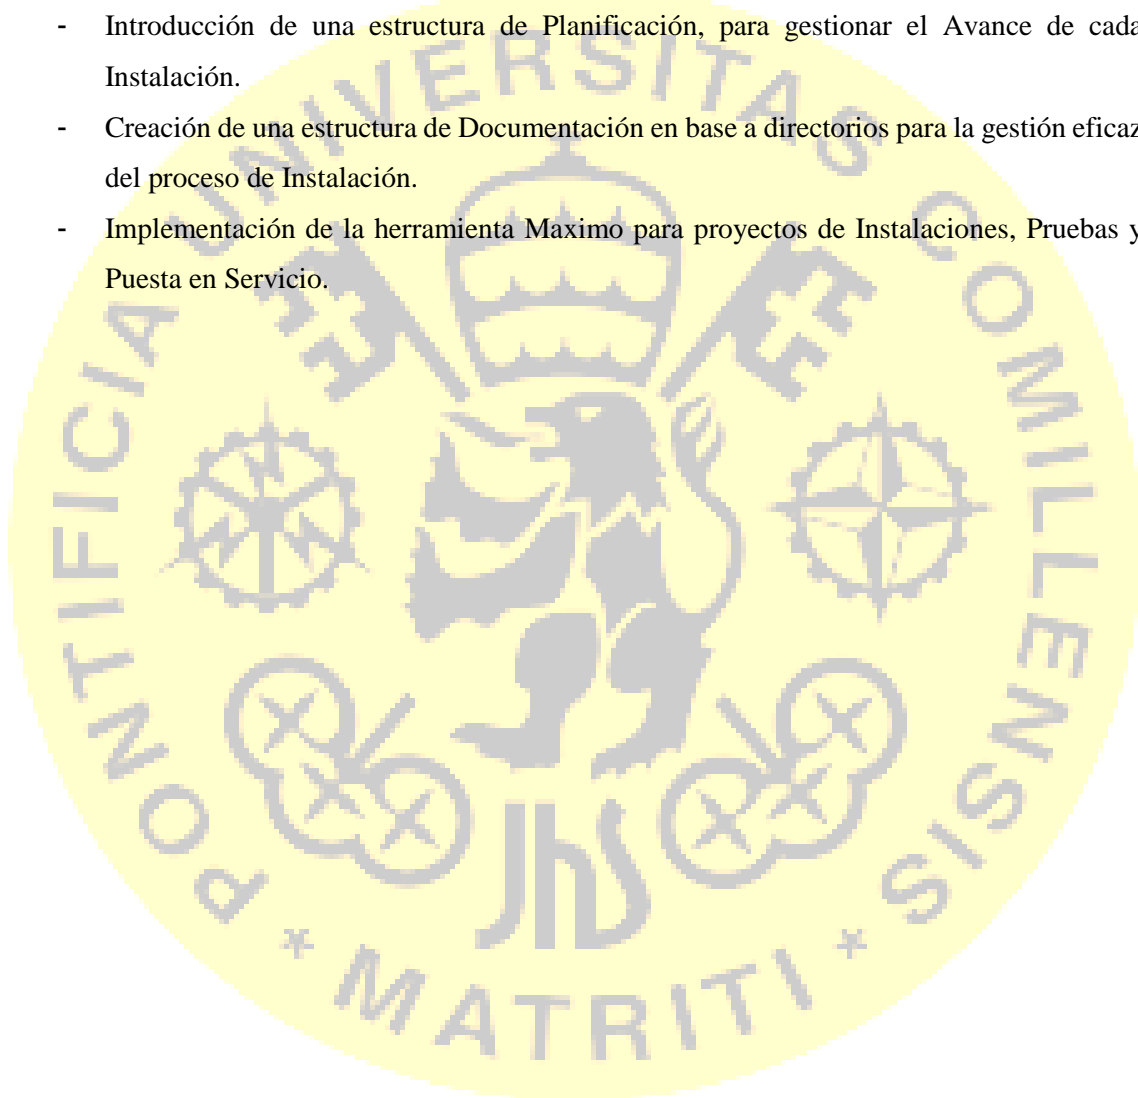 - Introducción de una estructura de Planificación, para gestionar el Avance de cada
Instalación.
- Creación de una estructura de Documentación en base a directorios para la gestión eficaz
del proceso de Instalación.
- Implementación de la herramienta Maximo para proyectos de Instalaciones, Pruebas y
Puesta en Servicio.
UNIVERSITAS COMILLENSIS
PONTIFICIA
* MATRITI *
JhS